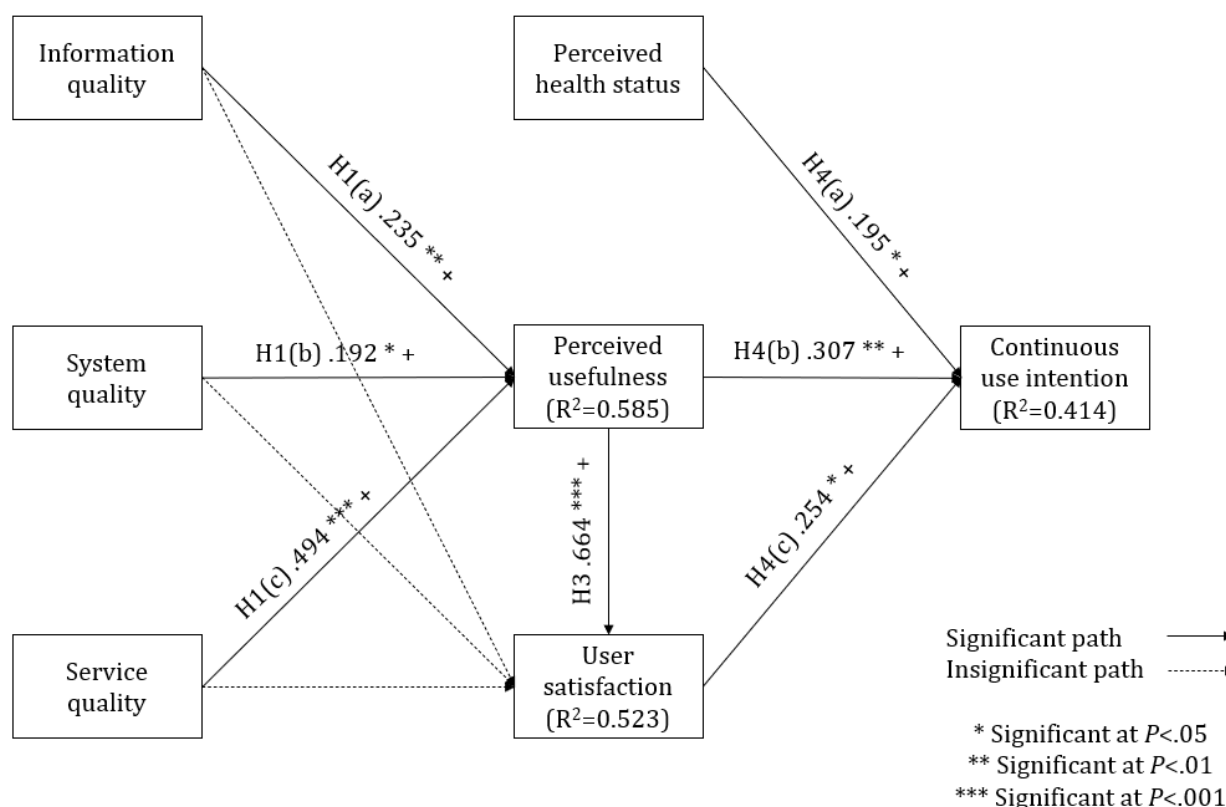 Information
quality
Perceived
health status
H1(a) .235 ** +
H4(a) .195 * +
System
quality
H1(b) .192 * +
Perceived
usefulness
(R²=0.585)
H4(b) .307 ** +
Continuous
use intention
(R²=0.414)
H1(c) .494 *** +
H3 .664 *** +
H4(c) .254 * +
Service
quality
User
satisfaction
(R²=0.523)
Significant path
Insignificant path
* Significant at P<.05
** Significant at P<.01
*** Significant at P<.001